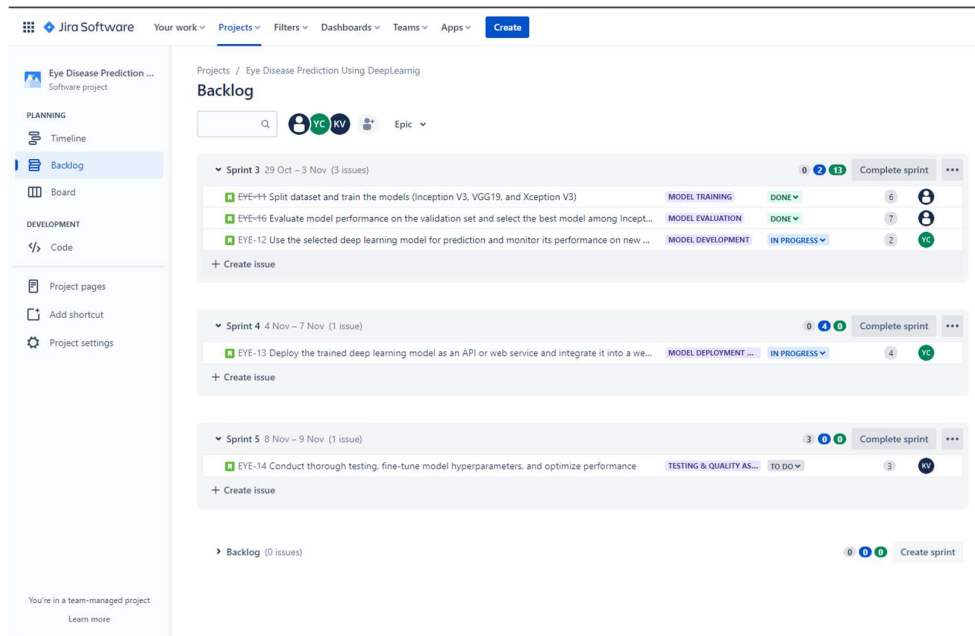 Jira Software Your work Projects Filters Dashboards Teams Apps Create
Eye Disease Prediction ...
Software project
PLANNING
Timeline
Backlog
Board
DEVELOPMENT
Code
Project pages
Add shortcut
Project settings
You're in a team-managed project
Learn more
Projects / Eye Disease Prediction Using DeepLearnig
Backlog
YC KV Epic
Sprint 3 29 Oct – 3 Nov (3 issues) 0 2 13 Complete sprint
EYE-11 Split dataset and train the models (Inception V3, VGG19, and Xception V3) MODEL TRAINING DONE 6
EYE-16 Evaluate model performance on the validation set and select the best model among Incept... MODEL EVALUATION DONE 7
EYE-12 Use the selected deep learning model for prediction and monitor its performance on new ... MODEL DEVELOPMENT IN PROGRESS 2 YC
+ Create issue
Sprint 4 4 Nov – 7 Nov (1 issue) 0 4 0 Complete sprint
EYE-13 Deploy the trained deep learning model as an API or web service and integrate it into a we... MODEL DEPLOYMENT ... IN PROGRESS 4 YC
+ Create issue
Sprint 5 8 Nov – 9 Nov (1 issue) 3 0 0 Complete sprint
EYE-14 Conduct thorough testing, fine-tune model hyperparameters, and optimize performance TESTING & QUALITY AS... TO DO 3 KV
+ Create issue
Backlog (0 issues) 0 0 0 Create sprint